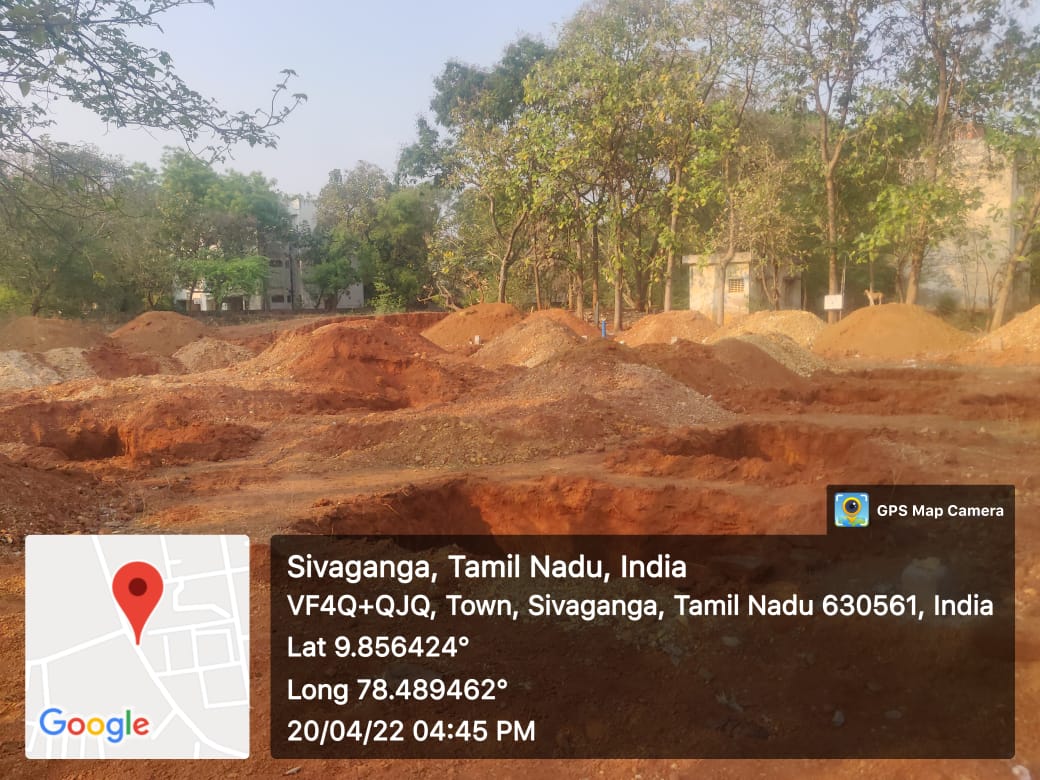 GPS Map Camera
Sivaganga, Tamil Nadu, India
VF4Q+QJQ, Town, Sivaganga, Tamil Nadu 630561, India
Lat 9.856424°
Long 78.489462°
20/04/22 04:45 PM
Google